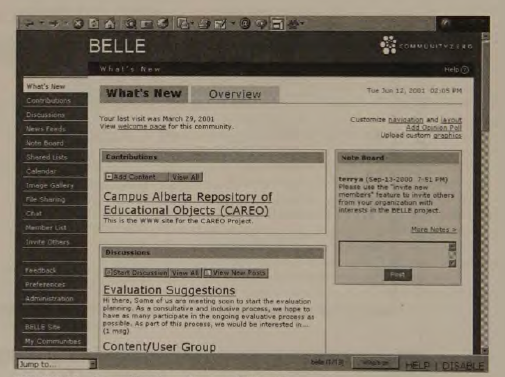 BELLE
COMMUNITYZERO
What's New
Help
What's New
Contributions
Discussions
News Feeds
Note Board
Shared Lists
Calendar
Image Gallery
File Sharing
Chat
Member List
Invite Others
Feedback
Preferences
Administration
BELLE Site
My Communities
Jump to...
What's New Overview
Tue Jun 12, 2001 02:05 PM
Your last visit was March 29, 2001
View welcome page for this community.
Customize navigation and layout
Add Opinion Poll
Upload custom graphics
Contributions
Add Content View All
Campus Alberta Repository of
Educational Objects (CAREO)
This is the WWW site for the CAREO Project.
Discussions
Start Discussion View All View New Posts
Evaluation Suggestions
Hi there, Some of us are meeting soon to start the evaluation
planning. As a consultative and inclusive process, we hope to
have as many participate in the ongoing evaluative process as
possible. As part of this process, we would be interested in...
(1 msg)
Content/User Group
Note Board
terrya (Sep-13-2000 7:51 PM)
Please use the "invite new
members" feature to invite others
from your organization with
interests in the BELLE project.
More Notes »
Post
HELP | DISABLE